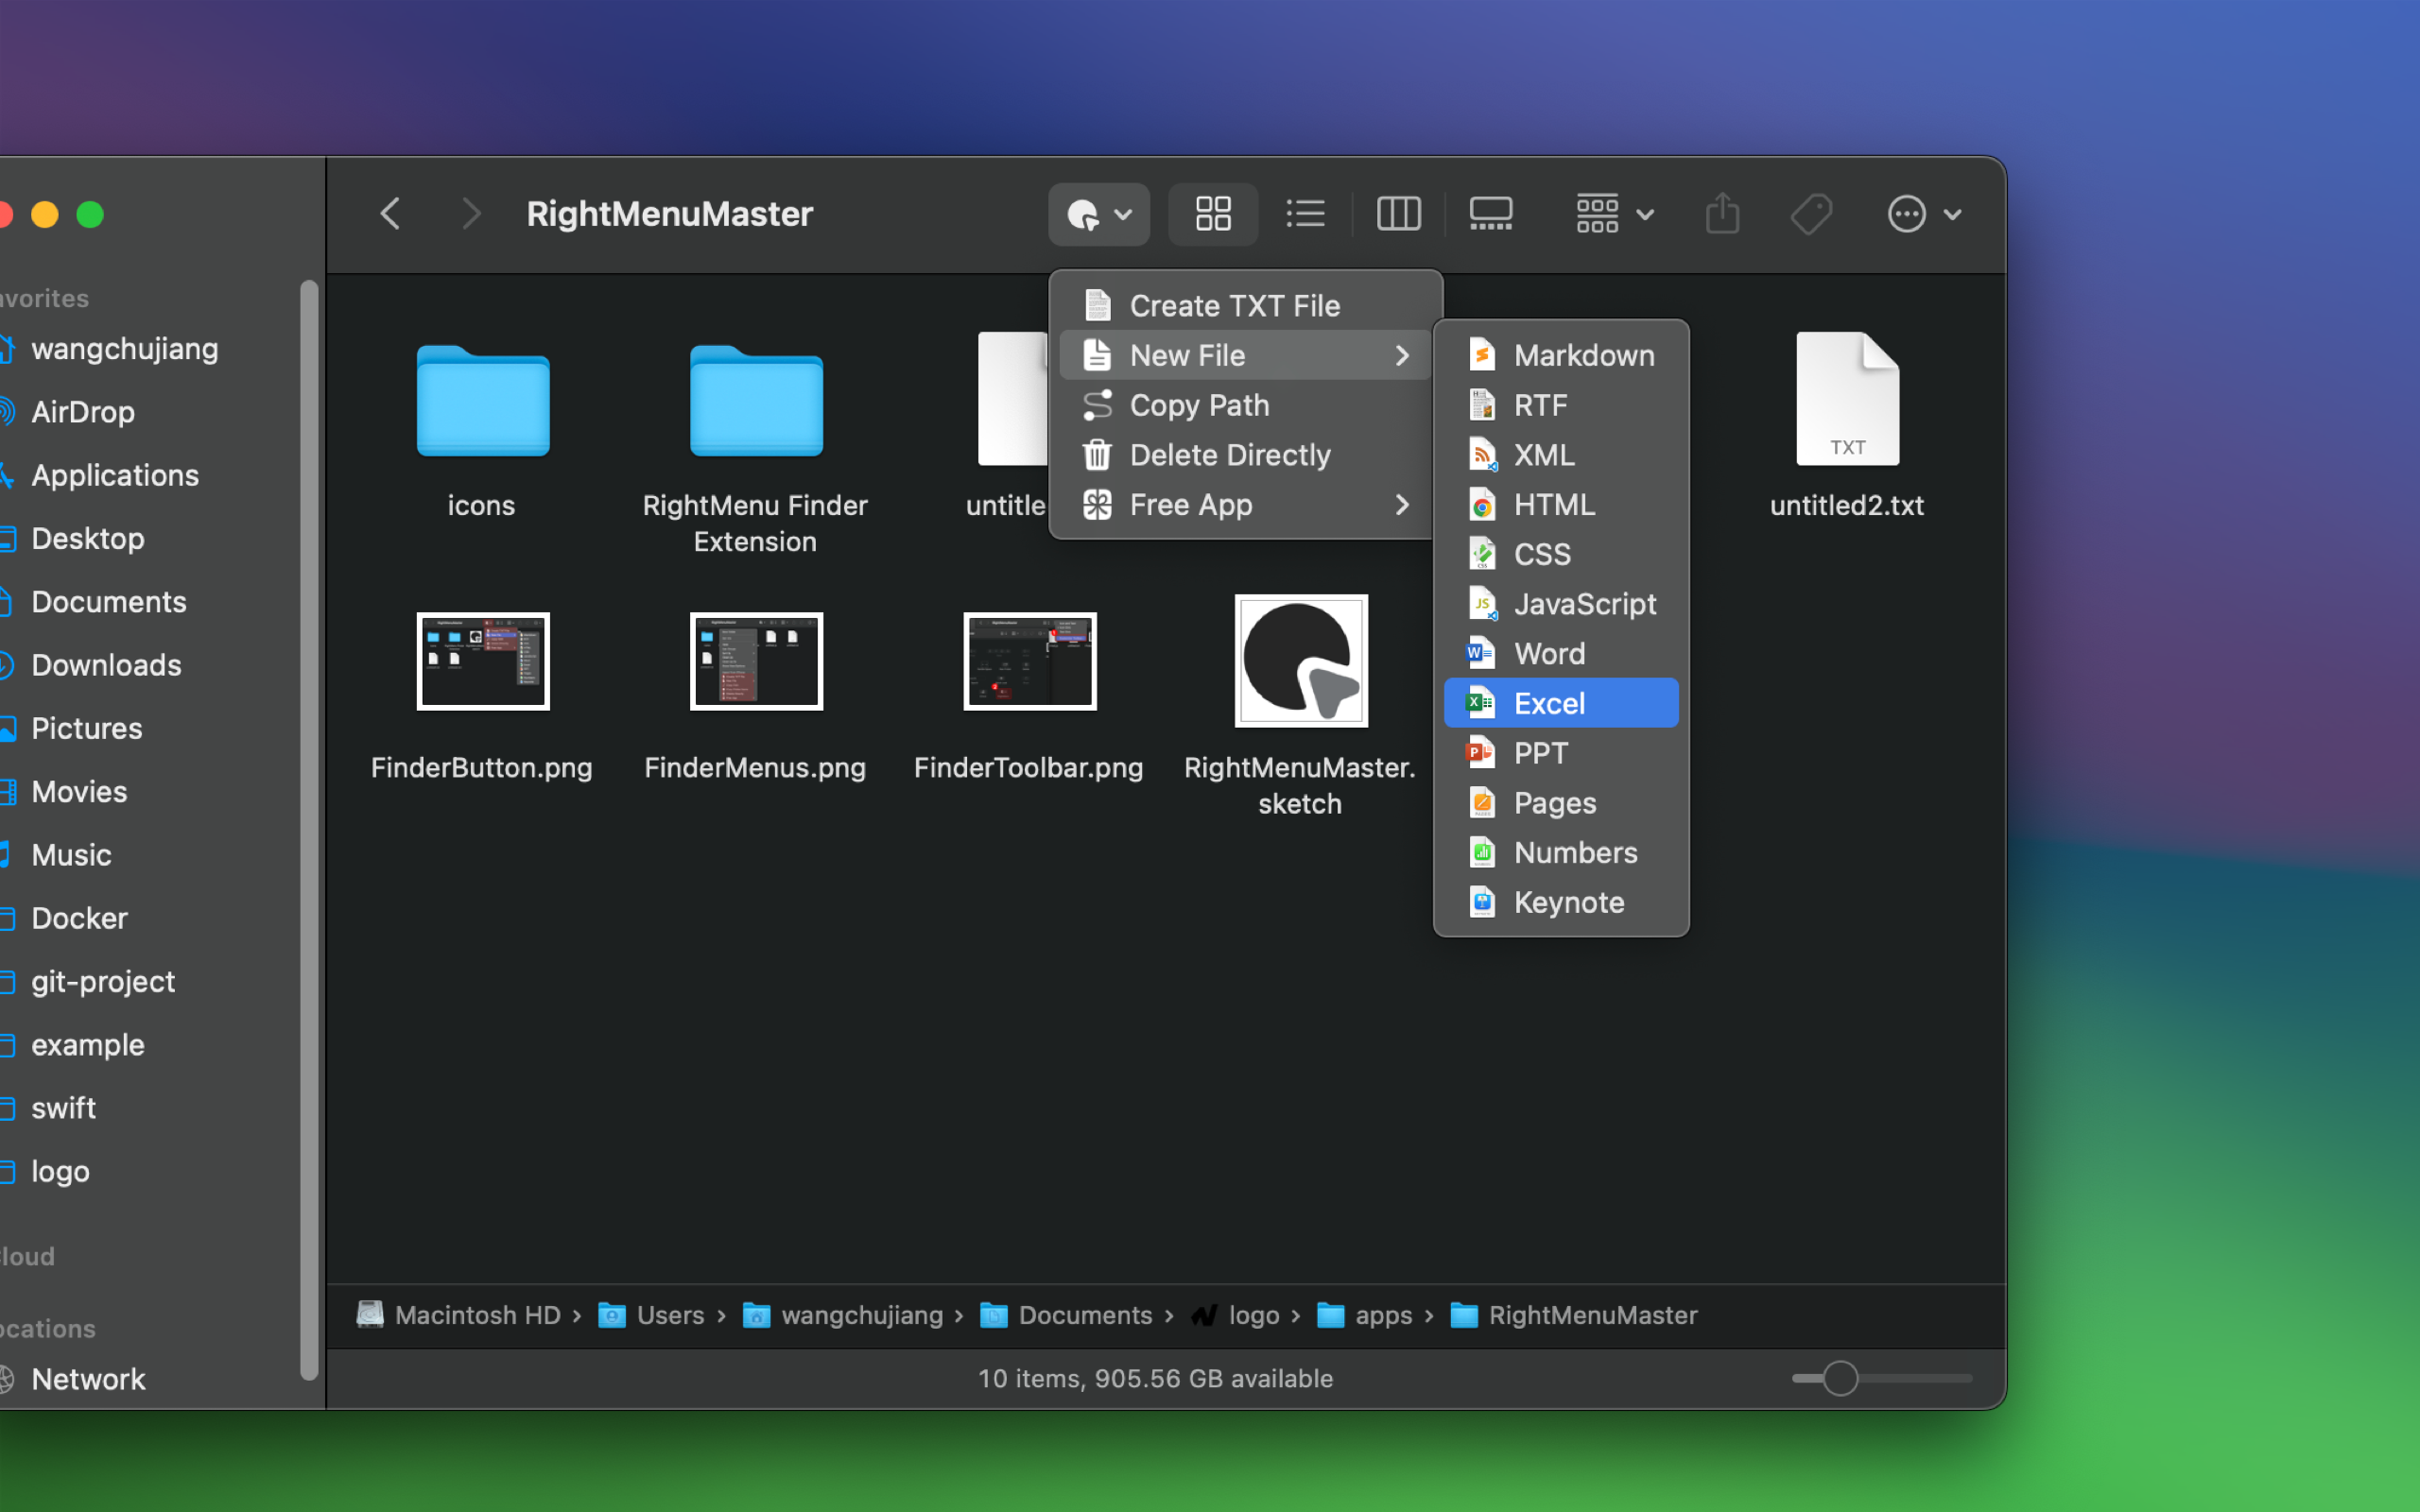 RightMenuMaster
vorites
wangchujiang
AirDrop
Applications
Desktop
Documents
Downloads
Pictures
Movies
Music
Docker
git-project
example
swift
logo
loud
ocations
Network
Create TXT File
New File
Copy Path
Delete Directly
Free App
Markdown
RTF
XML
HTML
CSS
JavaScript
Word
Excel
PPT
Pages
Numbers
Keynote
icons
RightMenu Finder
Extension
untitle
TXT
untitled2.txt
FinderButton.png
FinderMenus.png
FinderToolbar.png
RightMenuMaster.
sketch
Macintosh HD › Users › wangchujiang › Documents › logo › apps › RightMenuMaster
10 items, 905.56 GB available